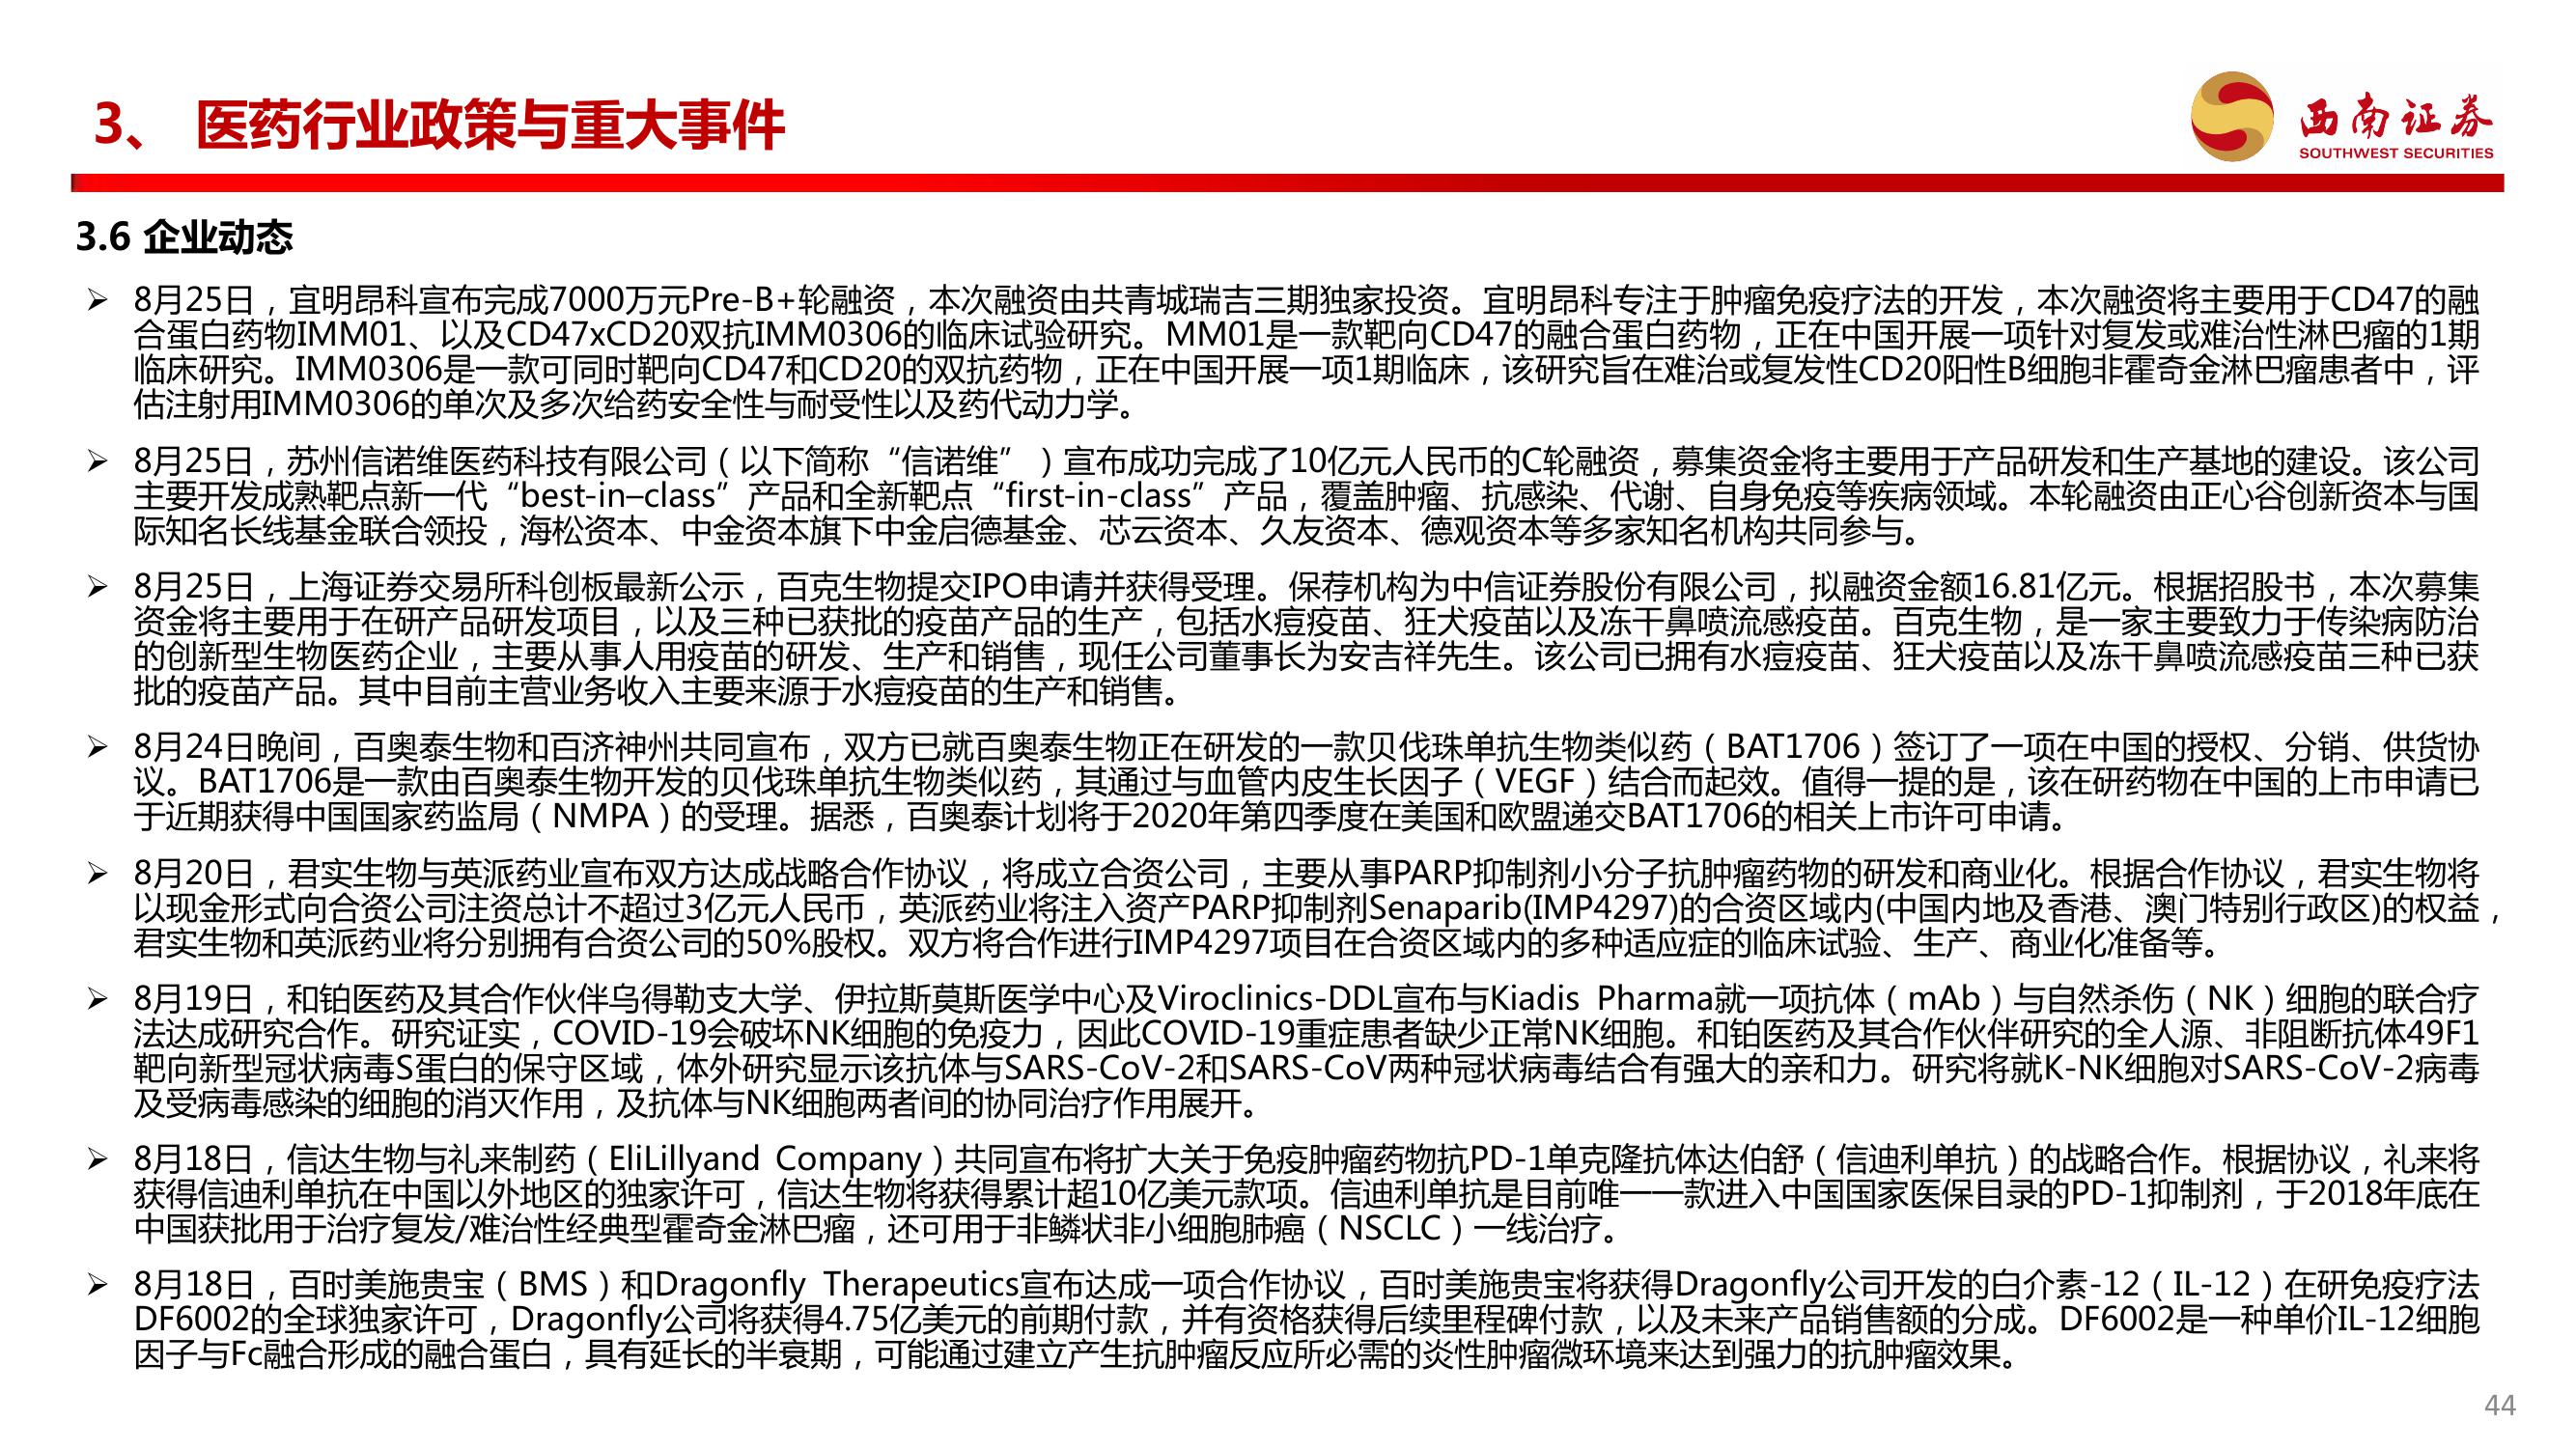 3、 医药行业政策与重大事件
西南证券
SOUTHWEST SECURITIES
3.6 企业动态
➢ 8月25日，宜明昂科宣布完成7000万元Pre-B+轮融资，本次融资由共青城瑞吉三期独家投资。宜明昂科专注于肿瘤免疫疗法的开发，本次融资将主要用于CD47的融
合蛋白药物IMM01、以及CD47xCD20双抗IMM0306的临床试验研究。MM01是一款靶向CD47的融合蛋白药物，正在中国开展一项针对复发或难治性淋巴瘤的1期
临床研究。IMM0306是一款可同时靶向CD47和CD20的双抗药物，正在中国开展一项1期临床，该研究旨在难治或复发性CD20阳性B细胞非霍奇金淋巴瘤患者中，评
估注射用IMM0306的单次及多次给药安全性与耐受性以及药代动力学。
➢ 8月25日，苏州信诺维医药科技有限公司（以下简称“信诺维”）宣布成功完成了10亿元人民币的C轮融资，募集资金将主要用于产品研发和生产基地的建设。该公司
主要开发成熟靶点新一代“best-in–class”产品和全新靶点“first-in-class”产品，覆盖肿瘤、抗感染、代谢、自身免疫等疾病领域。本轮融资由正心谷创新资本与国
际知名长线基金联合领投，海松资本、中金资本旗下中金启德基金、芯云资本、久友资本、德观资本等多家知名机构共同参与。
➢ 8月25日，上海证券交易所科创板最新公示，百克生物提交IPO申请并获得受理。保荐机构为中信证券股份有限公司，拟融资金额16.81亿元。根据招股书，本次募集
资金将主要用于在研产品研发项目，以及三种已获批的疫苗产品的生产，包括水痘疫苗、狂犬疫苗以及冻干鼻喷流感疫苗。百克生物，是一家主要致力于传染病防治
的创新型生物医药企业，主要从事人用疫苗的研发、生产和销售，现任公司董事长为安吉祥先生。该公司已拥有水痘疫苗、狂犬疫苗以及冻干鼻喷流感疫苗三种已获
批的疫苗产品。其中目前主营业务收入主要来源于水痘疫苗的生产和销售。
➢ 8月24日晚间，百奥泰生物和百济神州共同宣布，双方已就百奥泰生物正在研发的一款贝伐珠单抗生物类似药（BAT1706）签订了一项在中国的授权、分销、供货协
议。BAT1706是一款由百奥泰生物开发的贝伐珠单抗生物类似药，其通过与血管内皮生长因子（VEGF）结合而起效。值得一提的是，该在研药物在中国的上市申请已
于近期获得中国国家药监局（NMPA）的受理。据悉，百奥泰计划将于2020年第四季度在美国和欧盟递交BAT1706的相关上市许可申请。
➢ 8月20日，君实生物与英派药业宣布双方达成战略合作协议，将成立合资公司，主要从事PARP抑制剂小分子抗肿瘤药物的研发和商业化。根据合作协议，君实生物将
以现金形式向合资公司注资总计不超过3亿元人民币，英派药业将注入资产PARP抑制剂Senaparib(IMP4297)的合资区域内(中国内地及香港、澳门特别行政区)的权益，
君实生物和英派药业将分别拥有合资公司的50%股权。双方将合作进行IMP4297项目在合资区域内的多种适应症的临床试验、生产、商业化准备等。
➢ 8月19日，和铂医药及其合作伙伴乌得勒支大学、伊拉斯莫斯医学中心及Viroclinics-DDL宣布与Kiadis Pharma就一项抗体（mAb）与自然杀伤（NK）细胞的联合疗
法达成研究合作。研究证实，COVID-19会破坏NK细胞的免疫力，因此COVID-19重症患者缺少正常NK细胞。和铂医药及其合作伙伴研究的全人源、非阻断抗体49F1
靶向新型冠状病毒S蛋白的保守区域，体外研究显示该抗体与SARS-CoV-2和SARS-CoV两种冠状病毒结合有强大的亲和力。研究将就K-NK细胞对SARS-CoV-2病毒
及受病毒感染的细胞的消灭作用，及抗体与NK细胞两者间的协同治疗作用展开。
➢ 8月18日，信达生物与礼来制药（EliLillyand Company）共同宣布将扩大关于免疫肿瘤药物抗PD-1单克隆抗体达伯舒（信迪利单抗）的战略合作。根据协议，礼来将
获得信迪利单抗在中国以外地区的独家许可，信达生物将获得累计超10亿美元款项。信迪利单抗是目前唯一一款进入中国国家医保目录的PD-1抑制剂，于2018年底在
中国获批用于治疗复发/难治性经典型霍奇金淋巴瘤，还可用于非鳞状非小细胞肺癌（NSCLC）一线治疗。
➢ 8月18日，百时美施贵宝（BMS）和Dragonfly Therapeutics宣布达成一项合作协议，百时美施贵宝将获得Dragonfly公司开发的白介素-12（IL-12）在研免疫疗法
DF6002的全球独家许可，Dragonfly公司将获得4.75亿美元的前期付款，并有资格获得后续里程碑付款，以及未来产品销售额的分成。DF6002是一种单价IL-12细胞
因子与Fc融合形成的融合蛋白，具有延长的半衰期，可能通过建立产生抗肿瘤反应所必需的炎性肿瘤微环境来达到强力的抗肿瘤效果。
44